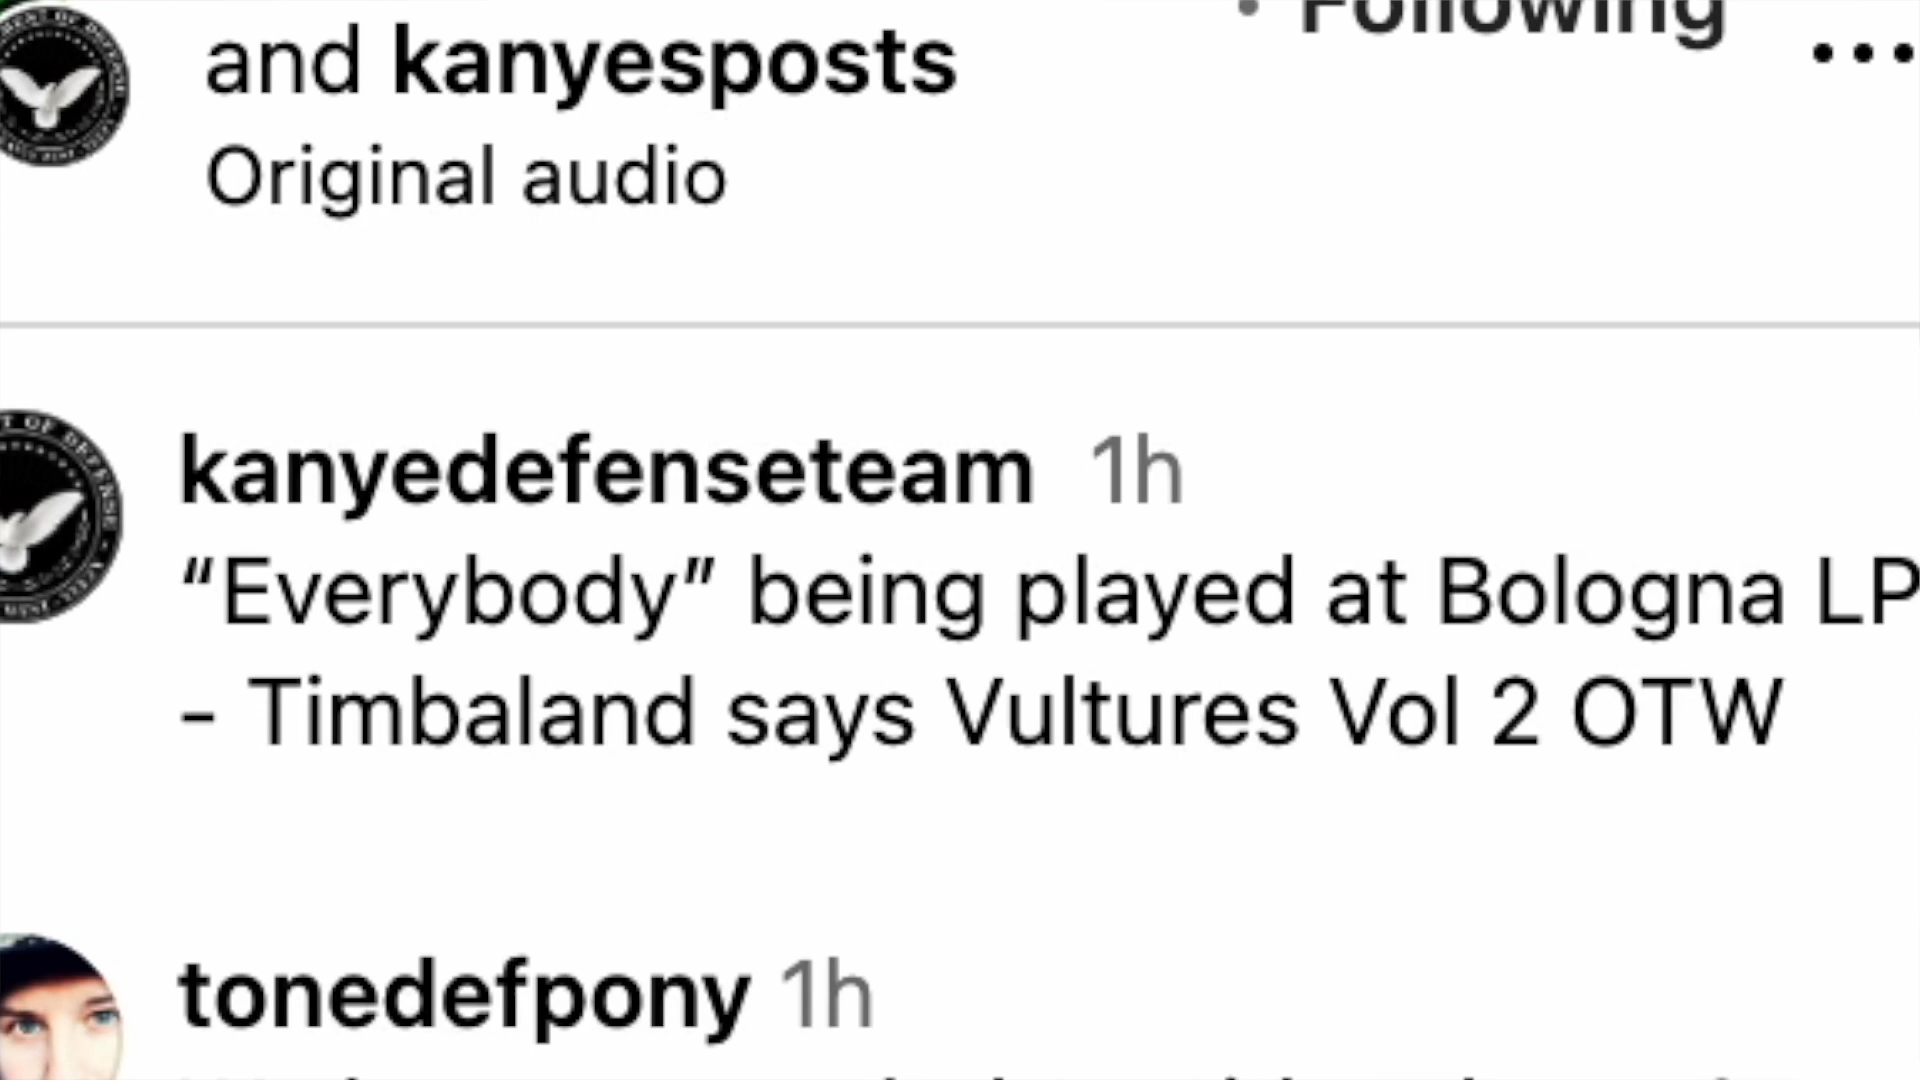 and kanyesposts
Following
Original audio
kanyedefenseteam 1h
“Everybody” being played at Bologna LP
- Timbaland says Vultures Vol 2 OTW
tonedefpony 1h